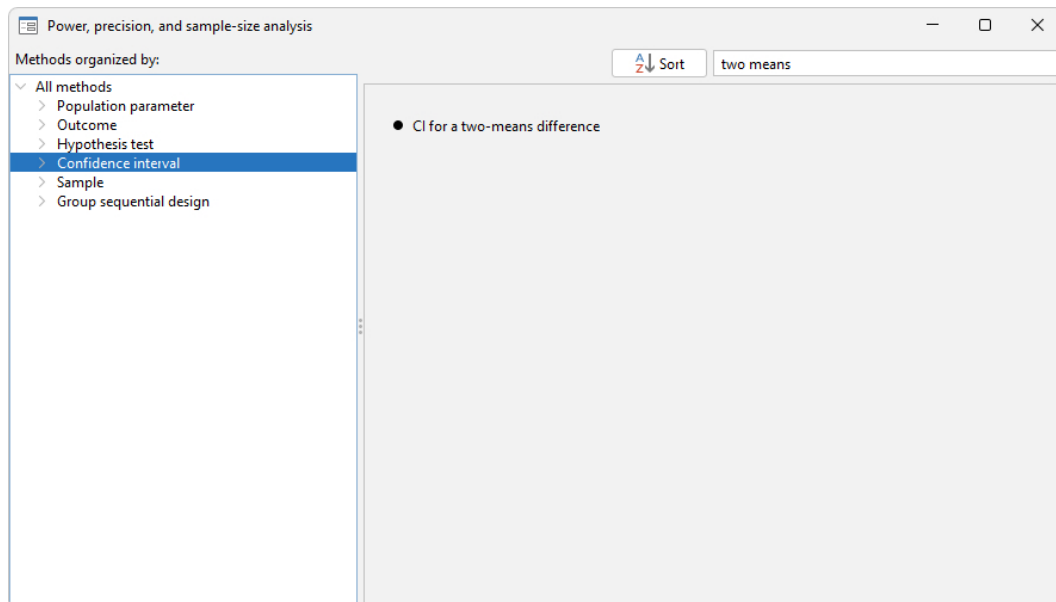 Power, precision, and sample-size analysis
Methods organized by:
Sort
two means
All methods
Population parameter
Outcome
Hypothesis test
Confidence interval
Sample
Group sequential design
CI for a two-means difference